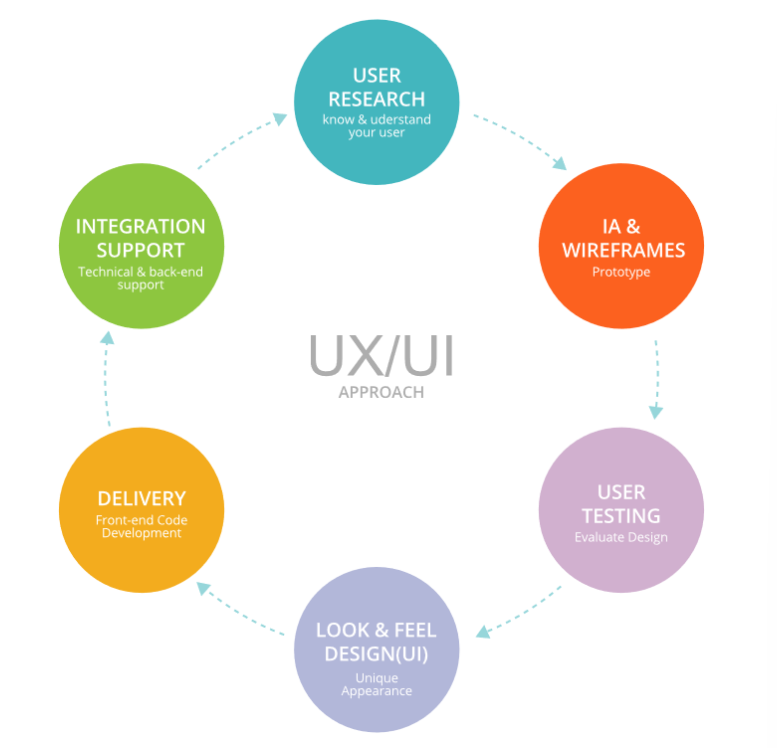 USER
RESEARCH
know & uderstand
your user
IA &
WIREFRAMES
Prototype
USER
TESTING
Evaluate Design
LOOK & FEEL
DESIGN(UI)
Unique
Appearance
DELIVERY
Front-end Code
Development
INTEGRATION
SUPPORT
Technical & back-end
support
UX/UI
APPROACH